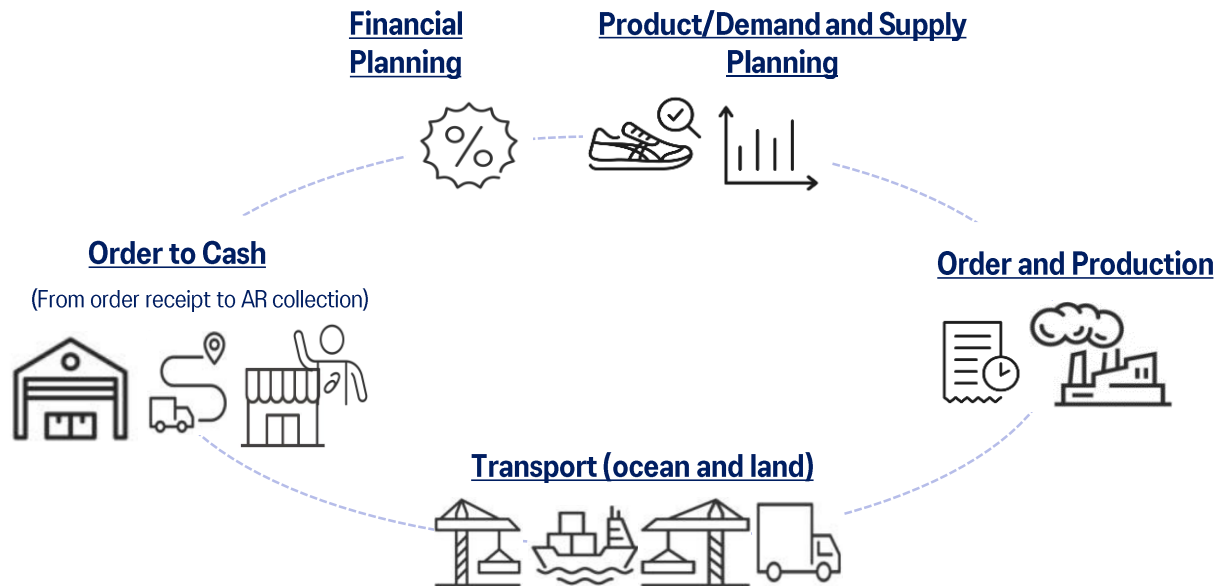 Financial
Planning
Product/Demand and Supply
Planning
Order to Cash
(From order receipt to AR collection)
Order and Production
Transport (ocean and land)